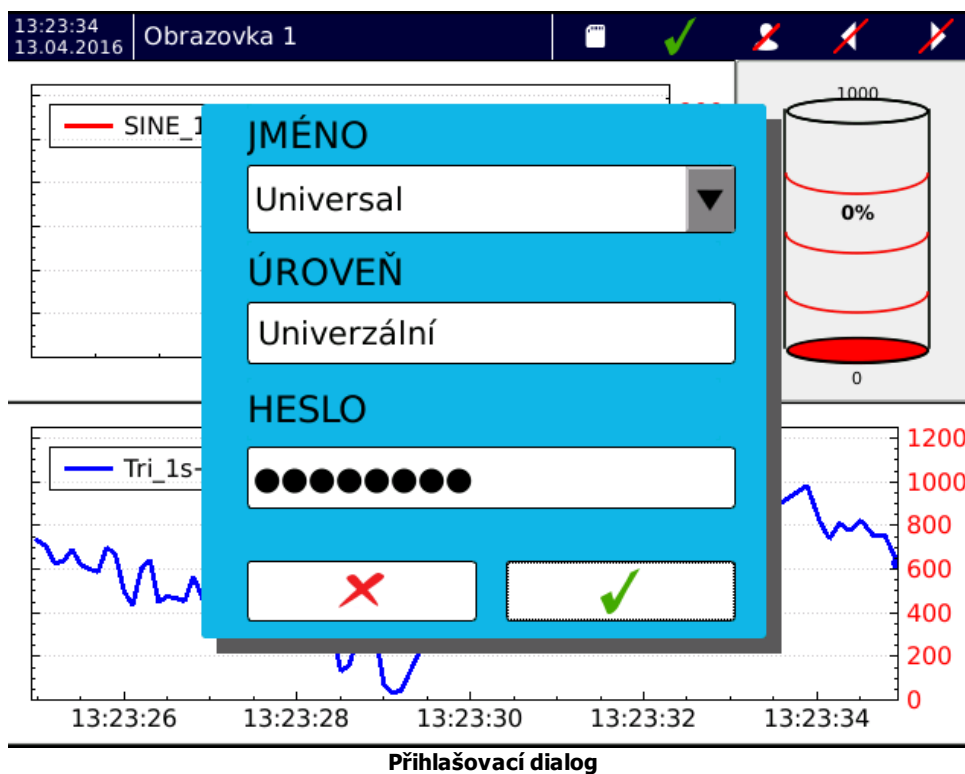 13:23:34
13.04.2016
Obrazovka 1
SINE_1
1000
0%
0
JMÉNO
Universal
ÚROVEŇ
Univerzální
HESLO
Tri_1s-
1200
1000
800
600
400
200
0
13:23:26 13:23:28 13:23:30 13:23:32 13:23:34
Přihlašovací dialog